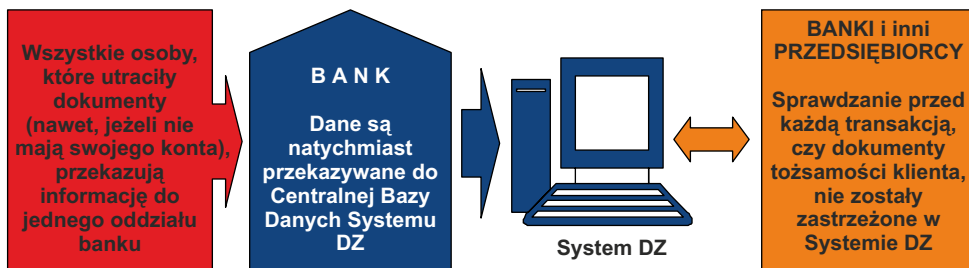 Wszystkie osoby,
które utraciły
dokumenty
(nawet, jeżeli nie
mają swojego konta),
przekazują
informację do
jednego oddziału
banku
B A N K
Dane są
natychmiast
przekazywane do
Centralnej Bazy
Danych Systemu
DZ
System DZ
BANKI i inni
PRZEDSIĘBIORCY
Sprawdzanie przed
każdą transakcją,
czy dokumenty
tożsamości klienta,
nie zostały
zastrzeżone w
Systemie DZ